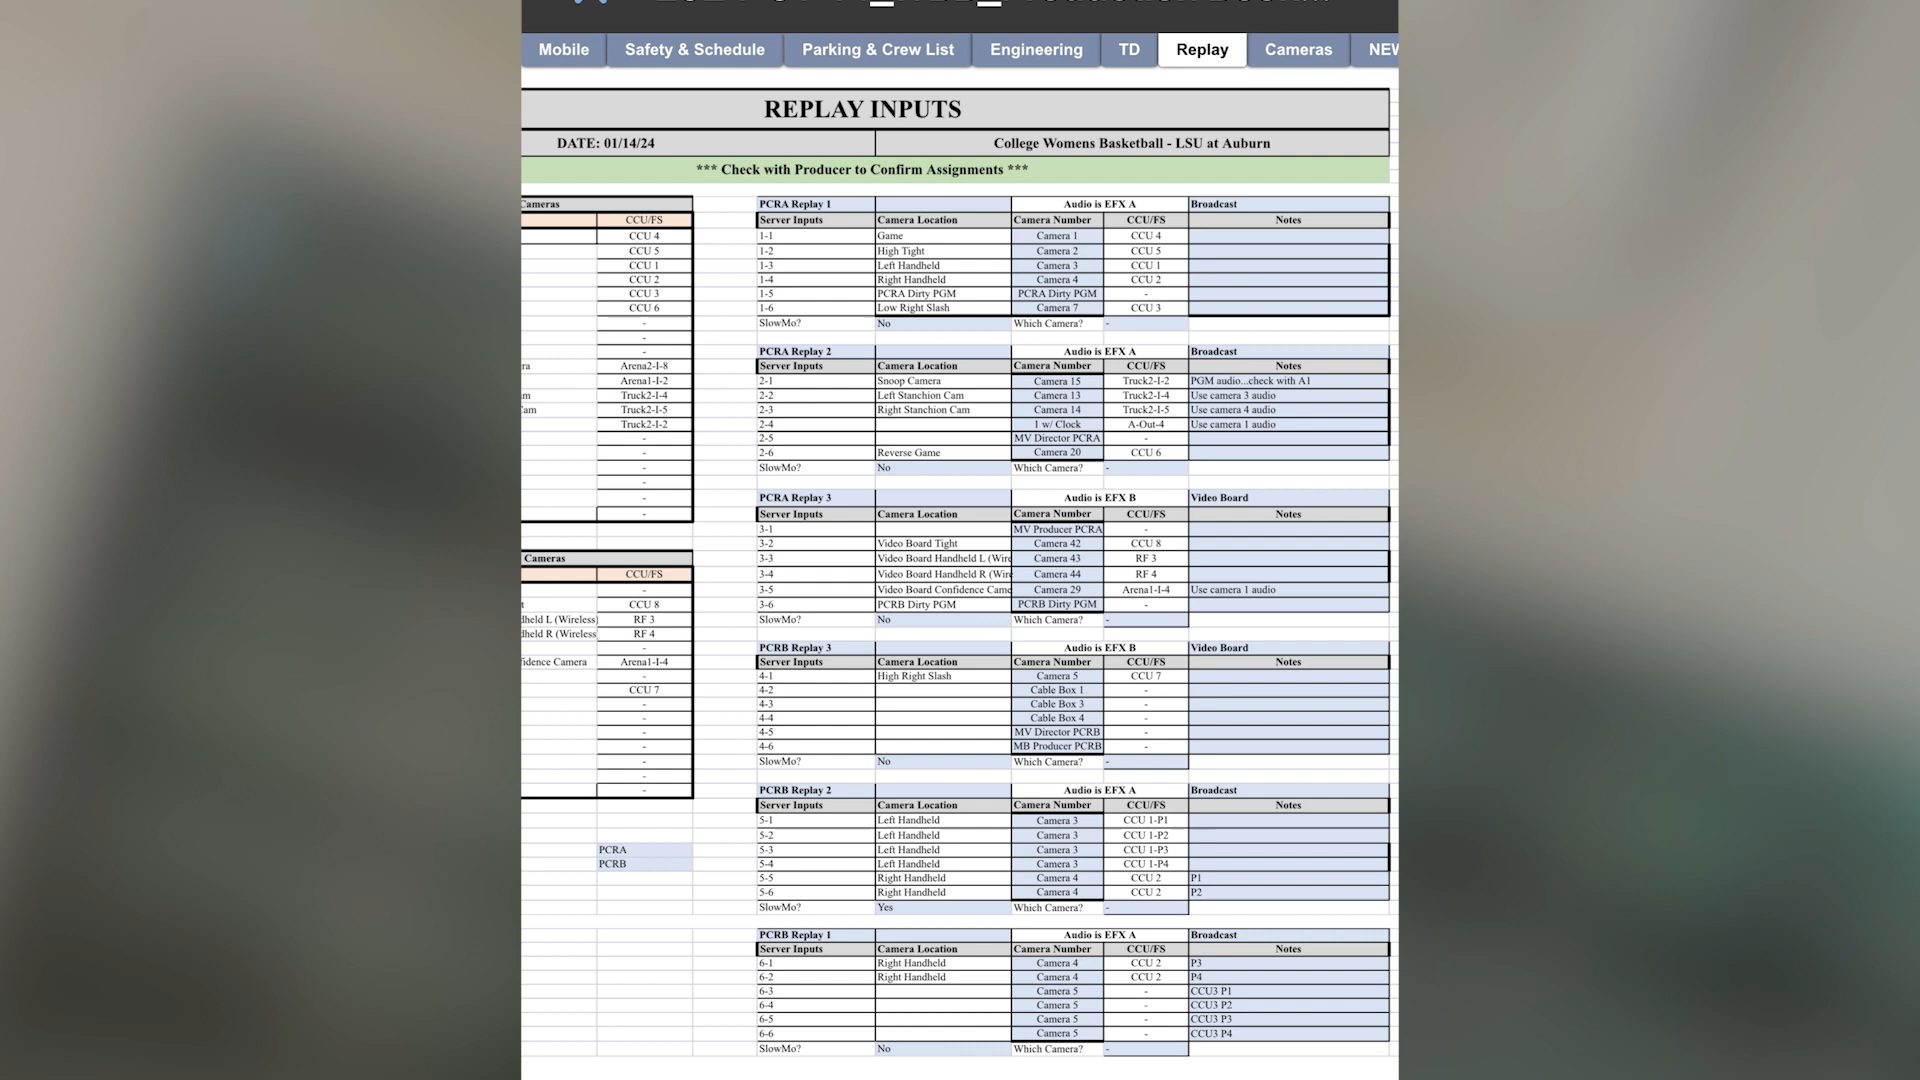 Mobile Safety & Schedule Parking & Crew List Engineering TD Replay Cameras
REPLAY INPUTS
DATE: 01/14/24 College Womens Basketball - LSU at Auburn
*** Check with Producer to Confirm Assignments ***
Cameras
CCU/FS
CCU 4
CCU 5
CCU 1
CCU 2
CCU 3
CCU 6
-
-
-
Arena2-I-8
Arena1-I-2
Truck2-I-4
Truck2-I-5
Truck2-I-2
-
-
-
-
-
-
Cameras
CCU/FS
-
CCU 8
dheld L (Wireless) RF 3
dheld R (Wireless RF 4
-
fidence Camera Arena1-I-4
-
CCU 7
-
-
-
-
-
-
-
PCRA
PCRB
PCRA Replay 1 Audio is EFX A Broadcast
Server Inputs Camera Location Camera Number CCU/FS Notes
1-1 Game Camera 1 CCU 4
1-2 High Tight Camera 2 CCU 5
1-3 Left Handheld Camera 3 CCU 1
1-4 Right Handheld Camera 4 CCU 2
1-5 PCRA Dirty PGM PCRA Dirty PGM -
1-6 Low Right Slash Camera 7 CCU 3
SlowMo? No Which Camera? -
PCRA Replay 2 Audio is EFX A Broadcast
Server Inputs Camera Location Camera Number CCU/FS Notes
2-1 Snoop Camera Camera 15 Truck2-I-2 PGM audio...check with A1
2-2 Left Stanchion Cam Camera 13 Truck2-I-4 Use camera 3 audio
2-3 Right Stanchion Cam Camera 14 Truck2-I-5 Use camera 4 audio
2-4 1 w/ Clock A-Out-4 Use camera 1 audio
2-5 MV Director PCRA -
2-6 Reverse Game Camera 20 CCU 6
SlowMo? No Which Camera? -
PCRA Replay 3 Audio is EFX B Video Board
Server Inputs Camera Location Camera Number CCU/FS Notes
3-1 MV Producer PCRA -
3-2 Video Board Tight Camera 42 CCU 8
3-3 Video Board Handheld L (Wire Camera 43 RF 3
3-4 Video Board Handheld R (Wire Camera 44 RF 4
3-5 Video Board Confidence Came Camera 29 Arena1-I-4 Use camera 1 audio
3-6 PCRB Dirty PGM PCRB Dirty PGM -
SlowMo? No Which Camera? -
PCRB Replay 3 Audio is EFX B Video Board
Server Inputs Camera Location Camera Number CCU/FS Notes
4-1 High Right Slash Camera 5 CCU 7
4-2 Cable Box 1 -
4-3 Cable Box 3 -
4-4 Cable Box 4 -
4-5 MV Director PCRB -
4-6 MB Producer PCRB -
SlowMo? No Which Camera? -
PCRB Replay 2 Audio is EFX A Broadcast
Server Inputs Camera Location Camera Number CCU/FS Notes
5-1 Left Handheld Camera 3 CCU 1-P1
5-2 Left Handheld Camera 3 CCU 1-P2
5-3 Left Handheld Camera 3 CCU 1-P3
5-4 Left Handheld Camera 3 CCU 1-P4
5-5 Right Handheld Camera 4 CCU 2 P1
5-6 Right Handheld Camera 4 CCU 2 P2
SlowMo? Yes Which Camera? -
PCRB Replay 1 Audio is EFX A Broadcast
Server Inputs Camera Location Camera Number CCU/FS Notes
6-1 Right Handheld Camera 4 CCU 2 P3
6-2 Right Handheld Camera 4 CCU 2 P4
6-3 Camera 5 - CCU3 P1
6-4 Camera 5 - CCU3 P2
6-5 Camera 5 - CCU3 P3
6-6 Camera 5 - CCU3 P4
SlowMo? No Which Camera? -